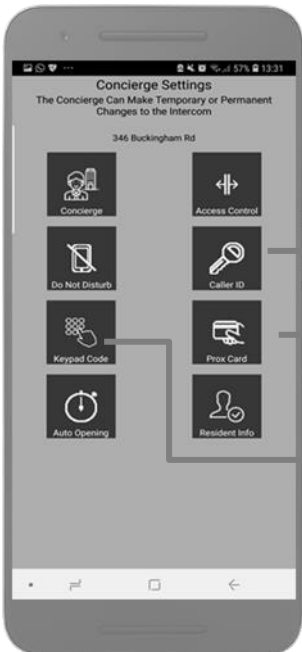 57% 13:31
Concierge Settings
The Concierge Can Make Temporary or Permanent
Changes to the Intercom
346 Buckingham Rd
Concierge
Access Control
Do Not Disturb
Caller ID
Keypad Code
Prox Card
Auto Opening
Resident Info